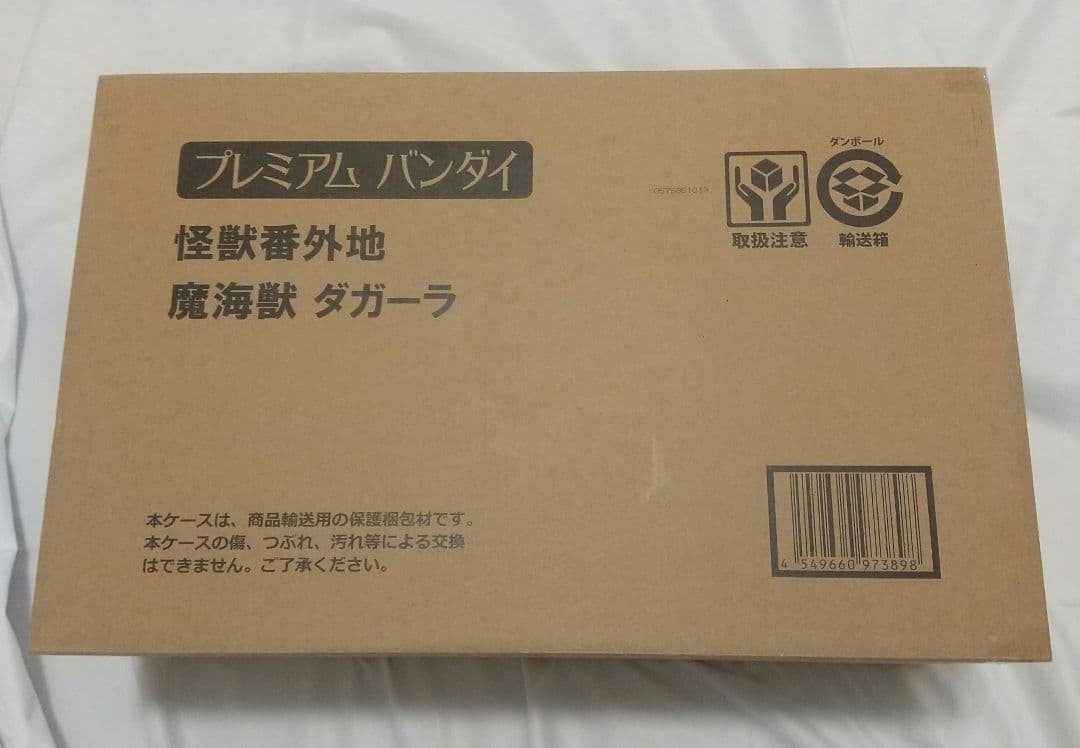 プレミアム バンダイ
怪獣番外地
魔海獣 ダガーラ
ダンボール
取扱注意
輸送箱
本ケースは、商品輸送用の保護梱包材です。
本ケースの傷、つぶれ、汚れ等による交換
はできません。ご了承ください。
4 549660 973898